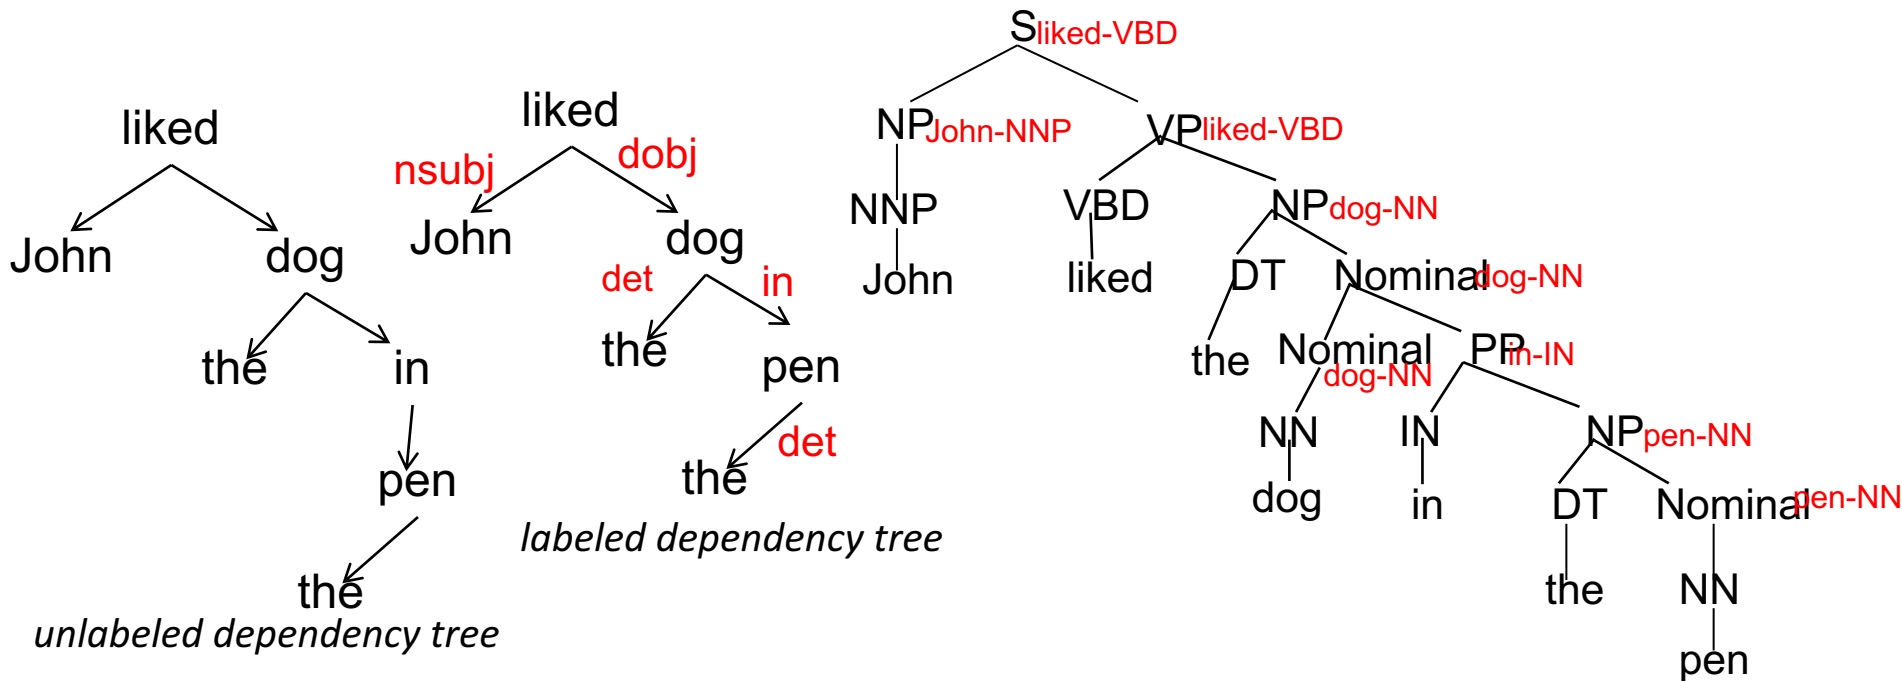 liked
John dog
the in
pen
the
unlabeled dependency tree
liked
nsubj dobj
John dog
det in
the pen
det
the
labeled dependency tree
Sliked-VBD
NPJohn-NNP VPliked-VBD
NNP VBD NPdog-NN
John liked DT Nominaldog-NN
the Nominaldog-NN PPin-IN
NN IN NPpen-NN
dog in DT Nominalpen-NN
the NN
pen